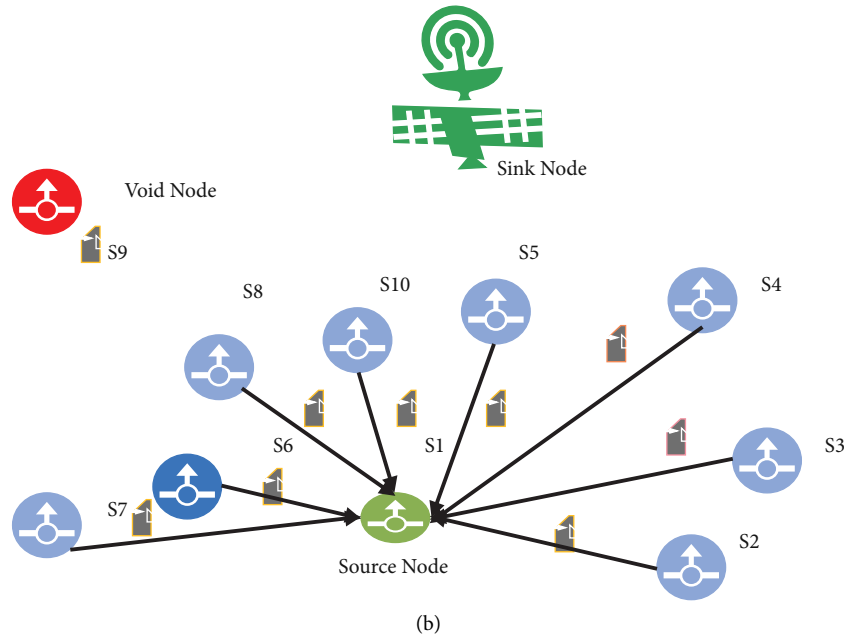 Sink Node
Void Node
S9
S5
S10
S4
S8
S6
S1
S3
S7
S2
Source Node
(b)